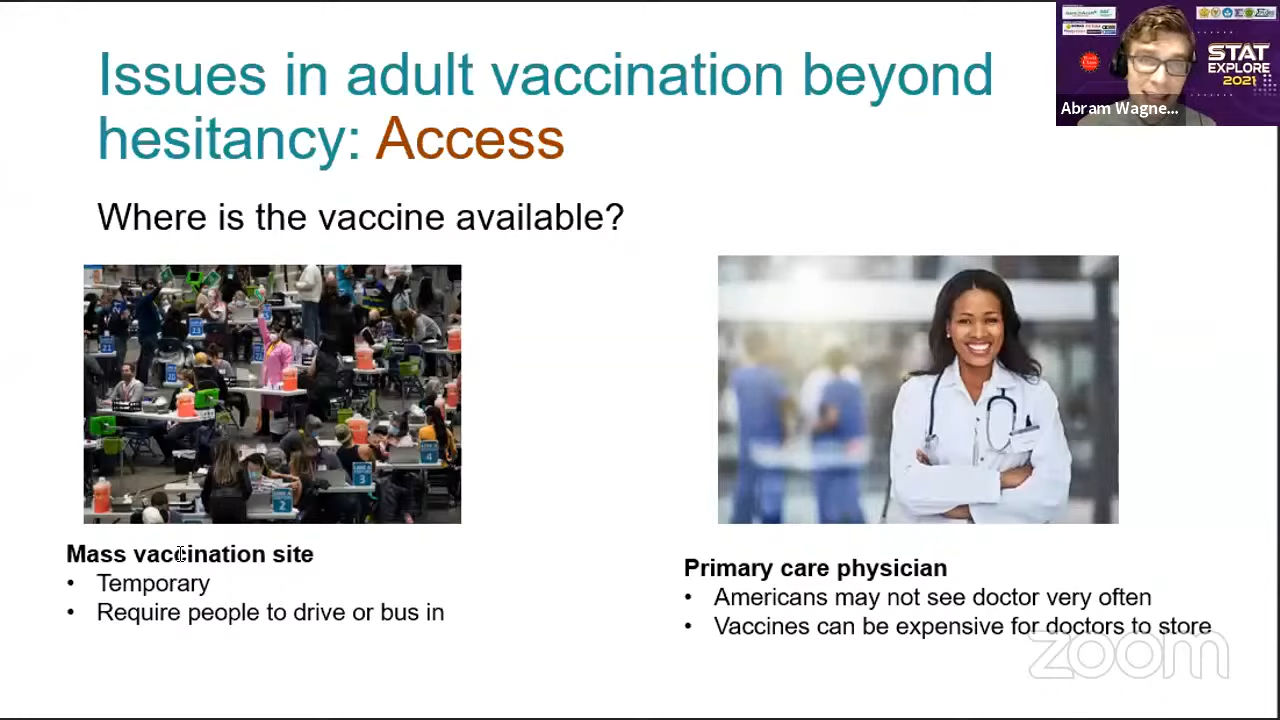 Issues in adult vaccination beyond
hesitancy: Access
STAT
EXPLORE
2021
Abram Wagne...
Where is the vaccine available?
Mass vaccination site
• Temporary
• Require people to drive or bus in
Primary care physician
• Americans may not see doctor very often
• Vaccines can be expensive for doctors to store
zoom